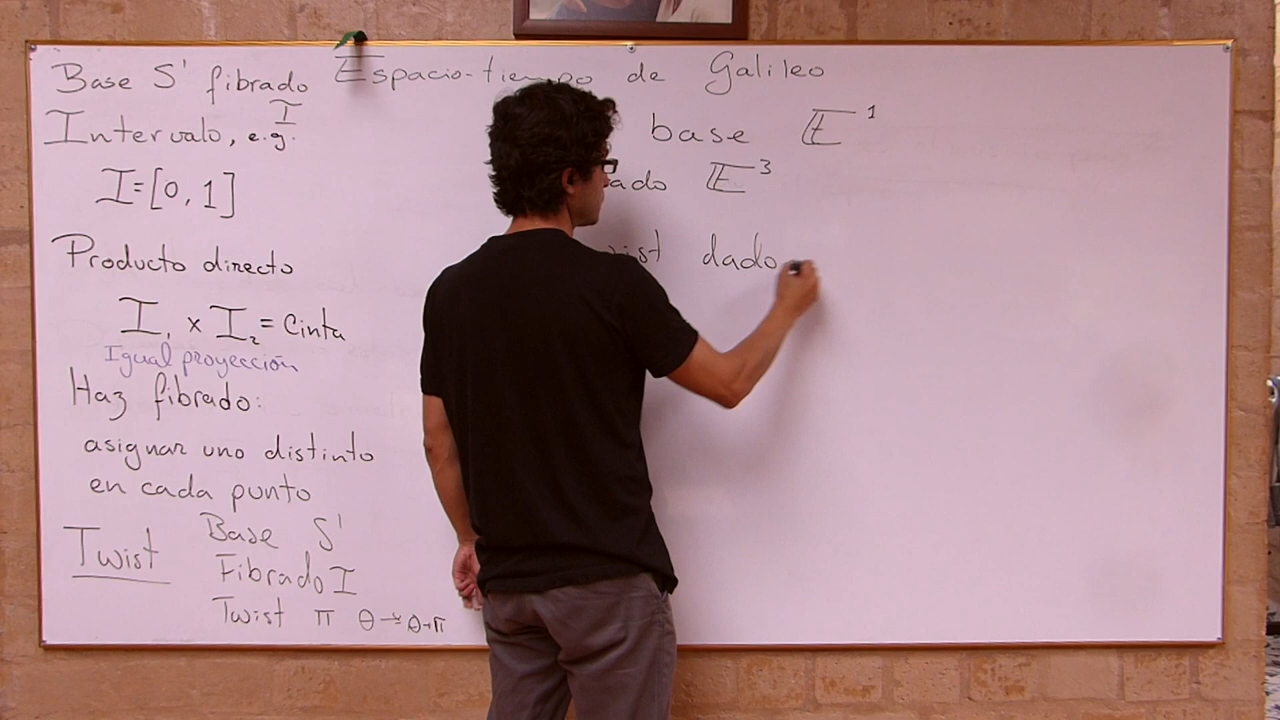 Base S¹ fibrado I
Intervalo, e.g.
I=[0,1]
Producto directo
I₁ x I₂ = Cinta
Igual proyección
Haz fibrado:
asignar uno distinto
en cada punto
Twist
Base S¹
Fibrado I
Twist π θ→θ+π
Espacio-tiempo de Galileo
base E¹
E³
dado